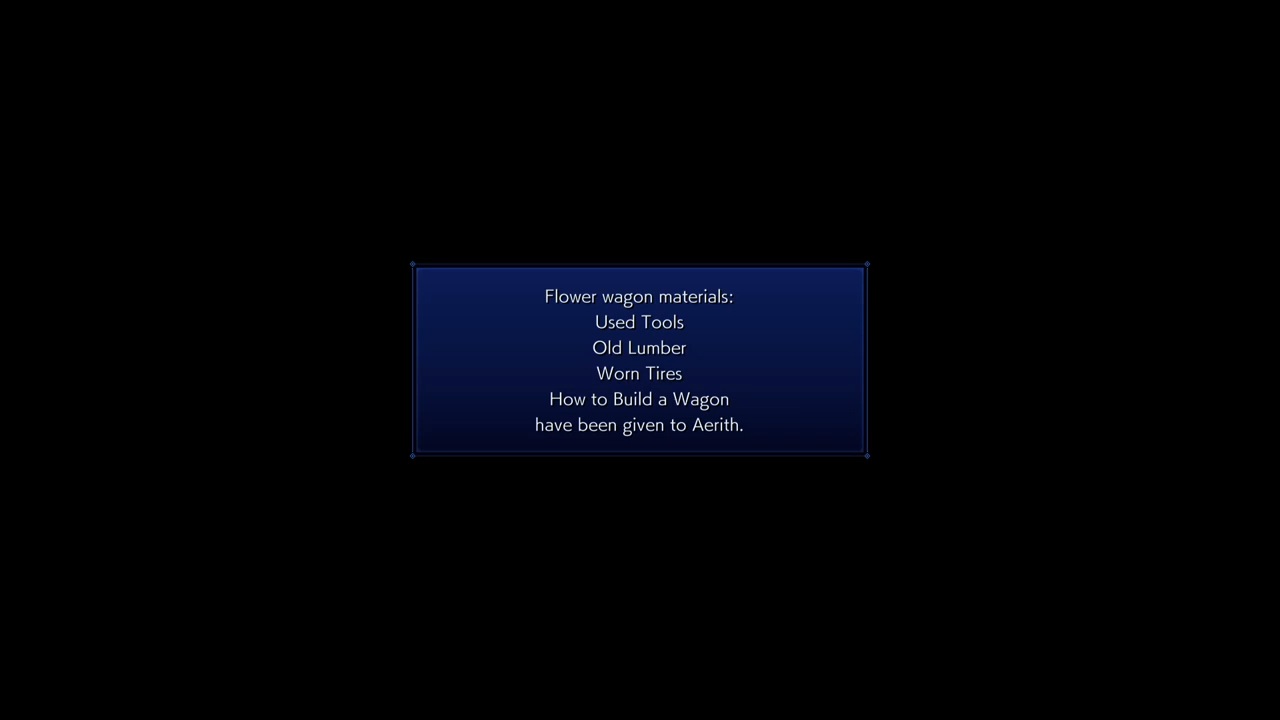 Flower wagon materials:
Used Tools
Old Lumber
Worn Tires
How to Build a Wagon
have been given to Aerith.